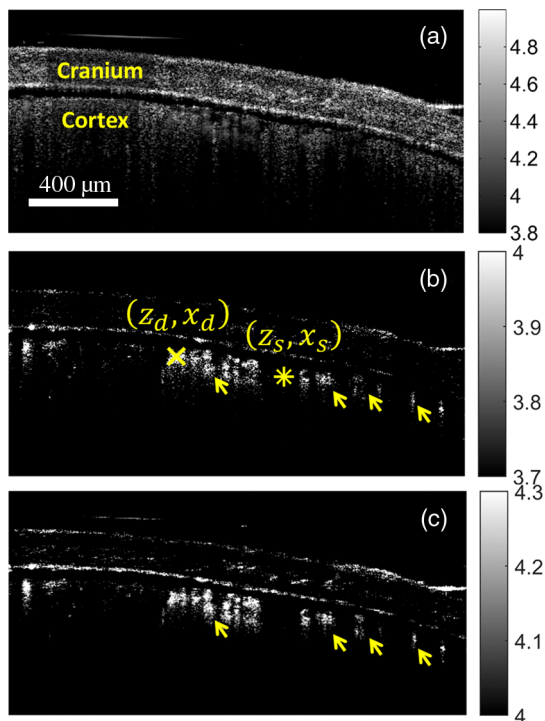 (a)
Cranium
Cortex
400 μm
4.8
4.6
4.4
4.2
4
3.8
(b)
(z_d, x_d)
(z_s, x_s)
4
3.9
3.8
3.7
(c)
4.3
4.2
4.1
4